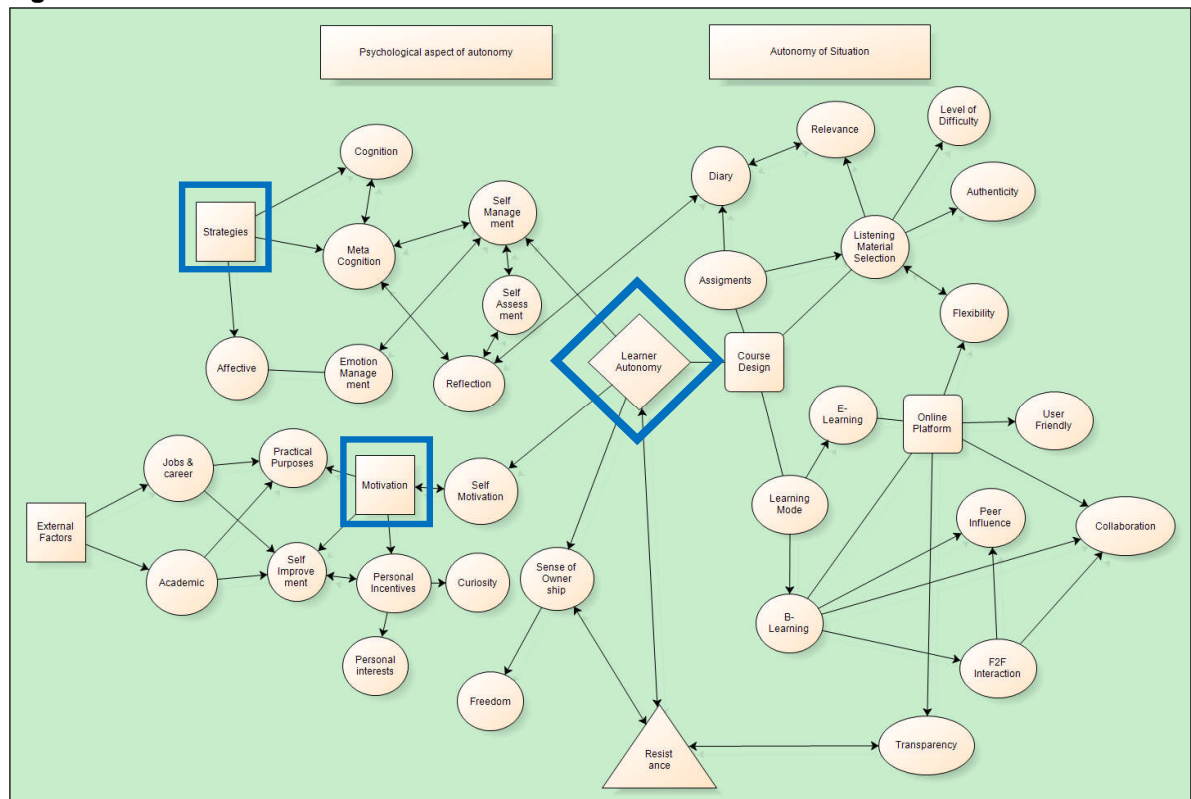 Psychological aspect of autonomy
Autonomy of Situation
Level of
Difficulty
Relevance
Cognition
Diary
Authenticity
Self
Manage
ment
Strategies
Meta
Cognition
Listening
Material
Selection
Assigments
Self
Assess
ment
Flexibility
Learner
Autonomy
Course
Design
Affective
Emotion
Manage
ment
Reflection
E-
Learning
Online
Platform
User
Friendly
Jobs &
career
Practical
Purposes
Motivation
Self
Motivation
Learning
Mode
Peer
Influence
Collaboration
External
Factors
Academic
Self
Improve
ment
Personal
Incentives
Curiosity
Sense of
Owner
ship
B-
Learning
Personal
interests
F2F
Interaction
Freedom
Resist
ance
Transparency